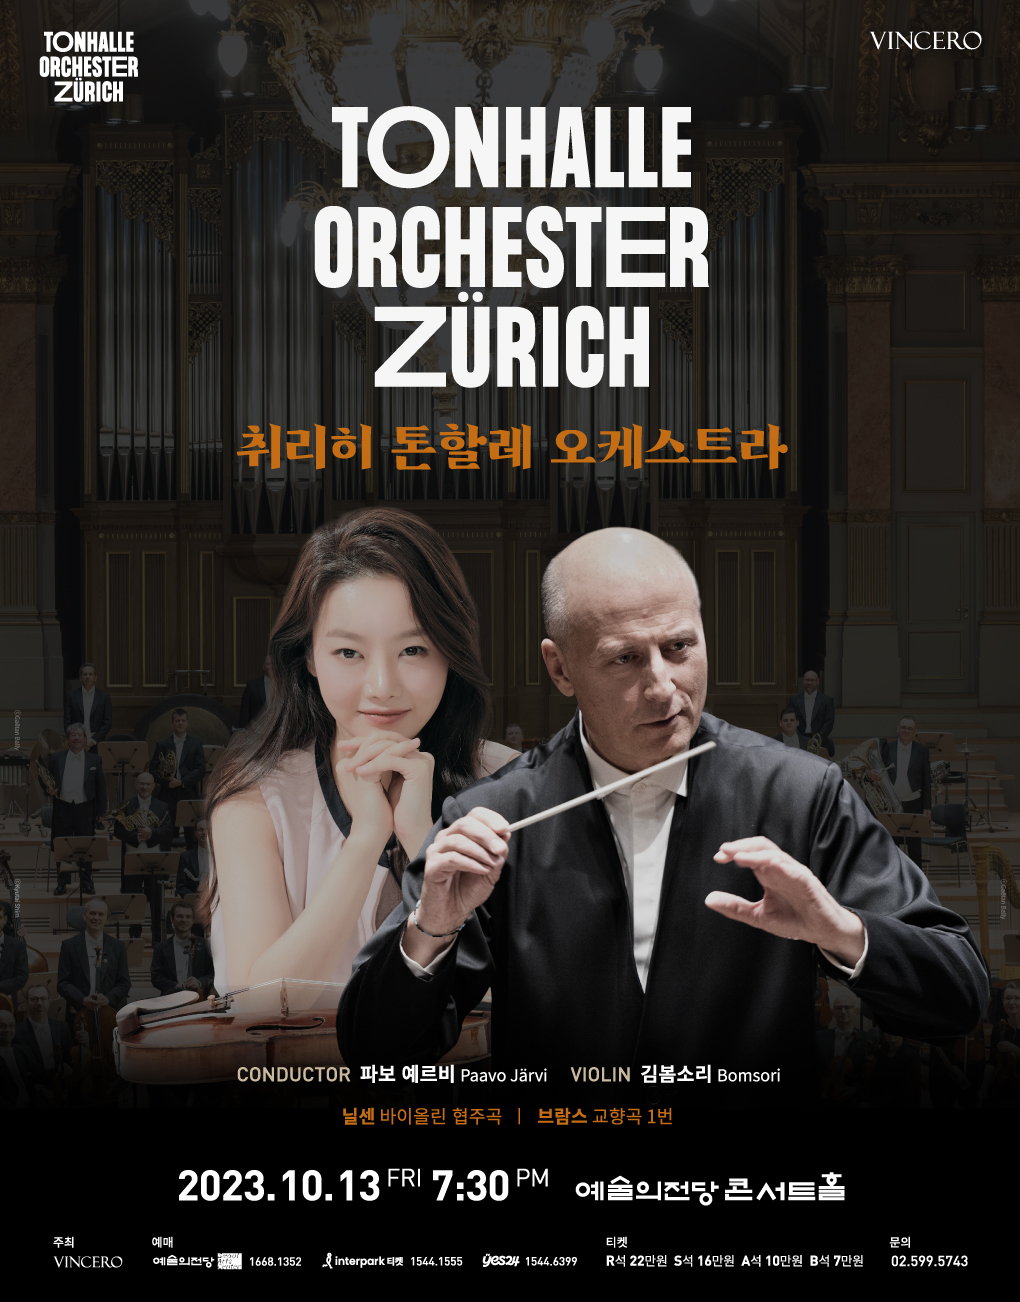 TONHALLE
ORCHESTER
ZÜRICH
VINCERO
TONHALLE
ORCHESTER
ZÜRICH
취리히 톤할레 오케스트라
©Gaëtan Bally
©Kyutai Shim
©Gaëtan Bally
CONDUCTOR 파보 예르비 Paavo Järvi VIOLIN 김봄소리 Bomsori
닐센 바이올린 협주곡 | 브람스 교향곡 1번
2023.10.13 FRI 7:30 PM 예술의전당 콘서트홀
주최 예매 티켓 문의
VINCERO 예술의전당 1668.1352 interpark 티켓 1544.1555 yes24 1544.6399 R석 22만원 S석 16만원 A석 10만원 B석 7만원 02.599.5743